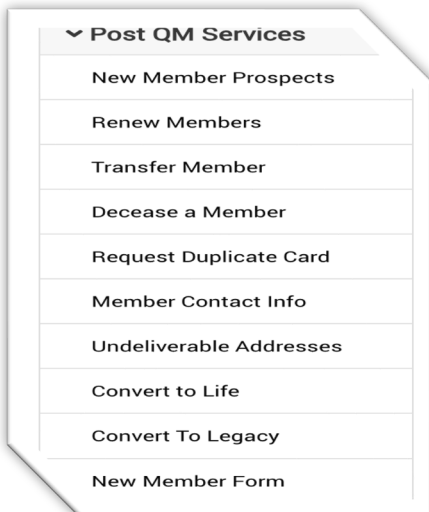 Post QM Services
New Member Prospects
Renew Members
Transfer Member
Decease a Member
Request Duplicate Card
Member Contact Info
Undeliverable Addresses
Convert to Life
Convert To Legacy
New Member Form